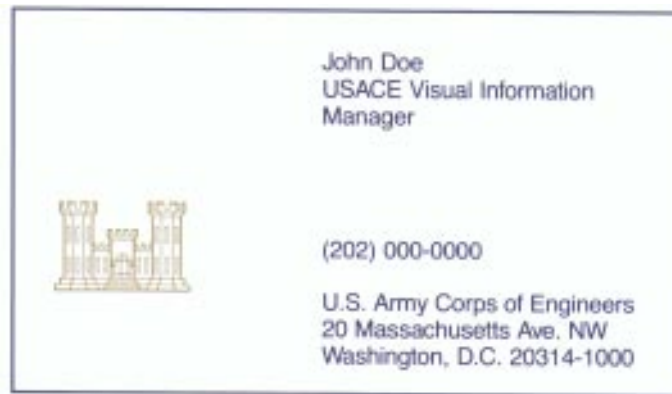 John Doe
USACE Visual Information
Manager
(202) 000-0000
U.S. Army Corps of Engineers
20 Massachusetts Ave. NW
Washington, D.C. 20314-1000